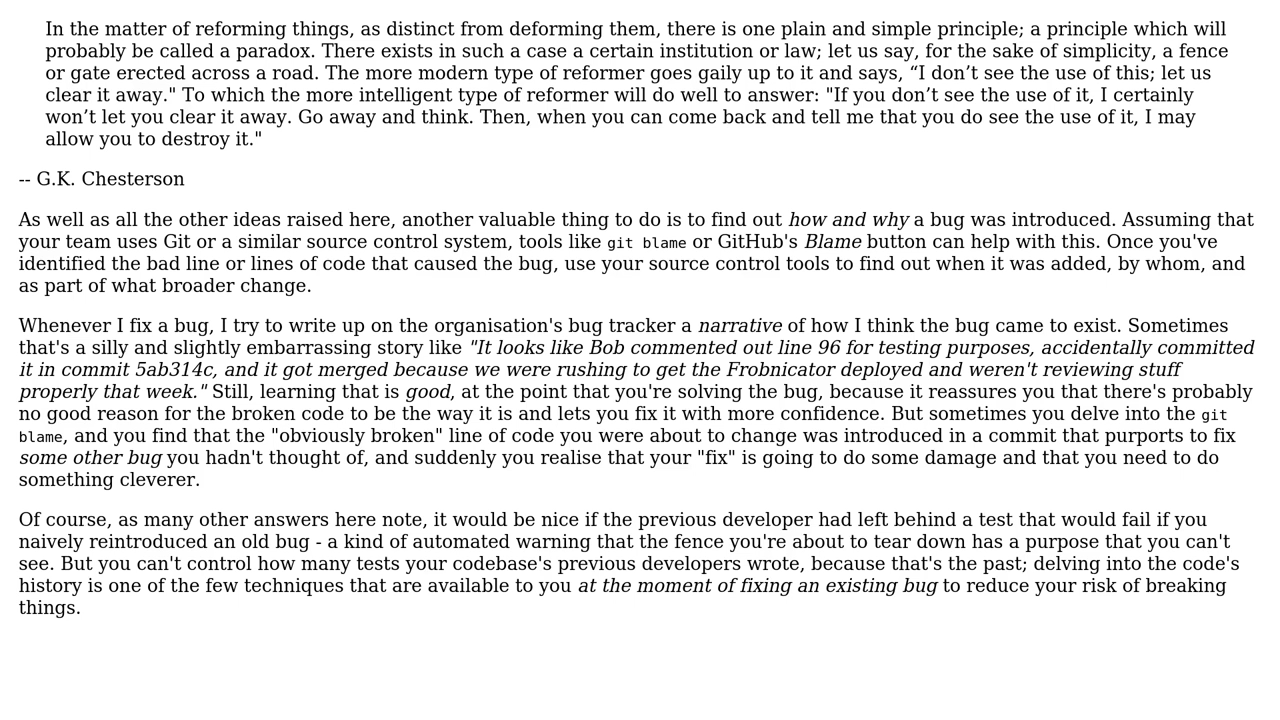 In the matter of reforming things, as distinct from deforming them, there is one plain and simple principle; a principle which will
probably be called a paradox. There exists in such a case a certain institution or law; let us say, for the sake of simplicity, a fence
or gate erected across a road. The more modern type of reformer goes gaily up to it and says, “I don’t see the use of this; let us
clear it away." To which the more intelligent type of reformer will do well to answer: "If you don’t see the use of it, I certainly
won’t let you clear it away. Go away and think. Then, when you can come back and tell me that you do see the use of it, I may
allow you to destroy it."
-- G.K. Chesterson
As well as all the other ideas raised here, another valuable thing to do is to find out how and why a bug was introduced. Assuming that
your team uses Git or a similar source control system, tools like git blame or GitHub's Blame button can help with this. Once you've
identified the bad line or lines of code that caused the bug, use your source control tools to find out when it was added, by whom, and
as part of what broader change.
Whenever I fix a bug, I try to write up on the organisation's bug tracker a narrative of how I think the bug came to exist. Sometimes
that's a silly and slightly embarrassing story like "It looks like Bob commented out line 96 for testing purposes, accidentally committed
it in commit 5ab314c, and it got merged because we were rushing to get the Frobnicator deployed and weren't reviewing stuff
properly that week." Still, learning that is good, at the point that you're solving the bug, because it reassures you that there's probably
no good reason for the broken code to be the way it is and lets you fix it with more confidence. But sometimes you delve into the git
blame, and you find that the "obviously broken" line of code you were about to change was introduced in a commit that purports to fix
some other bug you hadn't thought of, and suddenly you realise that your "fix" is going to do some damage and that you need to do
something cleverer.
Of course, as many other answers here note, it would be nice if the previous developer had left behind a test that would fail if you
naively reintroduced an old bug - a kind of automated warning that the fence you're about to tear down has a purpose that you can't
see. But you can't control how many tests your codebase's previous developers wrote, because that's the past; delving into the code's
history is one of the few techniques that are available to you at the moment of fixing an existing bug to reduce your risk of breaking
things.